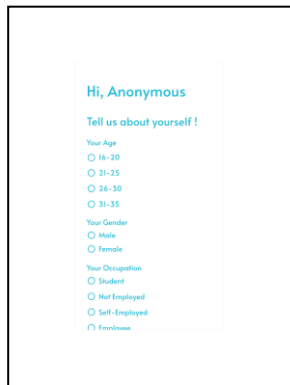 Hi, Anonymous
Tell us about yourself !
Your Age
16-20
21-25
26-30
31-35
Your Gender
Male
Female
Your Occupation
Student
Not Employed
Self-Employed
Employee